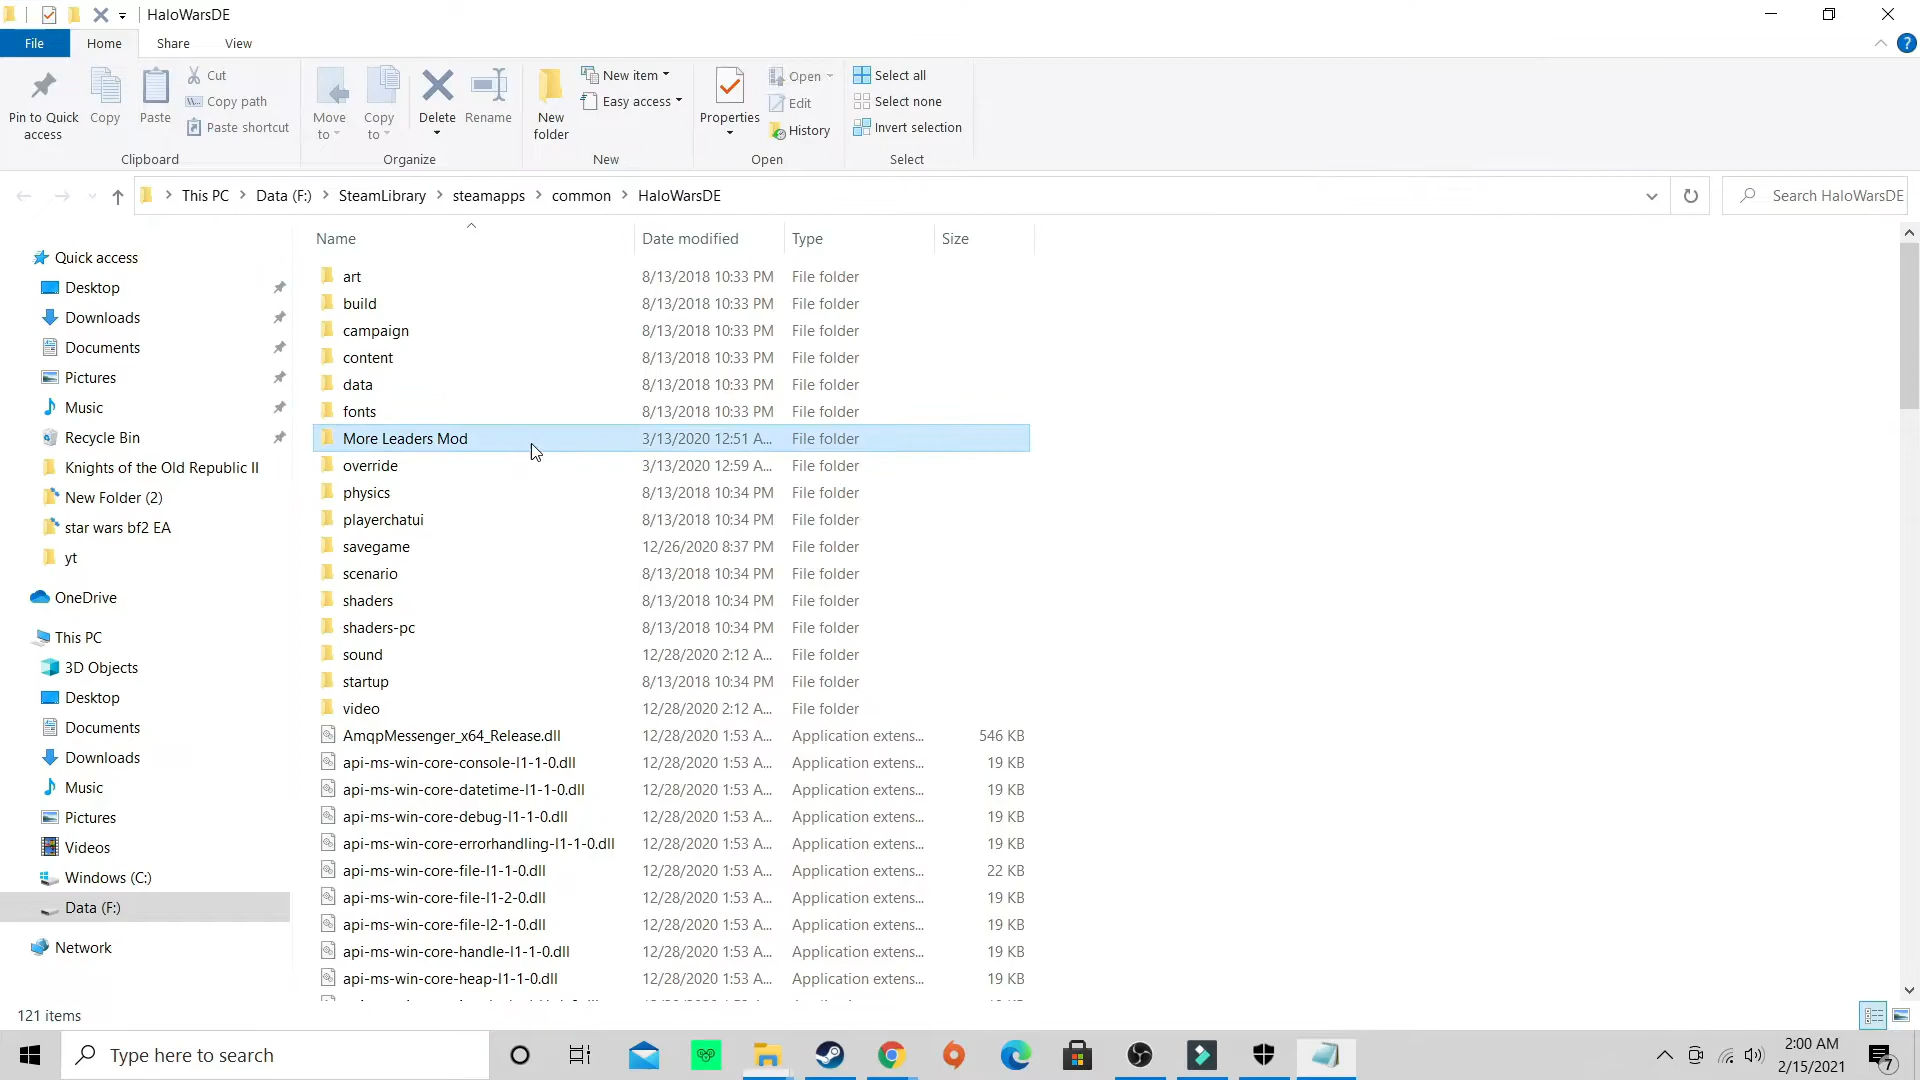 HaloWarsDE
File Home Share View
Pin to Quick access
Copy
Paste
Cut
Copy path
Paste shortcut
Clipboard
Move to
Copy to
Delete
Rename
Organize
New folder
New item
Easy access
New
Properties
Open
Edit
History
Open
Select all
Select none
Invert selection
Select
This PC > Data (F:) > SteamLibrary > steamapps > common > HaloWarsDE
Search HaloWarsDE
Quick access
Desktop
Downloads
Documents
Pictures
Music
Recycle Bin
Knights of the Old Republic II
New Folder (2)
star wars bf2 EA
yt
OneDrive
This PC
3D Objects
Desktop
Documents
Downloads
Music
Pictures
Videos
Windows (C:)
Data (F:)
Network
Name Date modified Type Size
art 8/13/2018 10:33 PM File folder
build 8/13/2018 10:33 PM File folder
campaign 8/13/2018 10:33 PM File folder
content 8/13/2018 10:33 PM File folder
data 8/13/2018 10:33 PM File folder
fonts 8/13/2018 10:33 PM File folder
More Leaders Mod 3/13/2020 12:51 A... File folder
override 3/13/2020 12:59 A... File folder
physics 8/13/2018 10:34 PM File folder
playerchatui 8/13/2018 10:34 PM File folder
savegame 12/26/2020 8:37 PM File folder
scenario 8/13/2018 10:34 PM File folder
shaders 8/13/2018 10:34 PM File folder
shaders-pc 8/13/2018 10:34 PM File folder
sound 12/28/2020 2:12 A... File folder
startup 8/13/2018 10:34 PM File folder
video 12/28/2020 2:12 A... File folder
AmqpMessenger_x64_Release.dll 12/28/2020 1:53 A... Application extens... 546 KB
api-ms-win-core-console-l1-1-0.dll 12/28/2020 1:53 A... Application extens... 19 KB
api-ms-win-core-datetime-l1-1-0.dll 12/28/2020 1:53 A... Application extens... 19 KB
api-ms-win-core-debug-l1-1-0.dll 12/28/2020 1:53 A... Application extens... 19 KB
api-ms-win-core-errorhandling-l1-1-0.dll 12/28/2020 1:53 A... Application extens... 19 KB
api-ms-win-core-file-l1-1-0.dll 12/28/2020 1:53 A... Application extens... 22 KB
api-ms-win-core-file-l1-2-0.dll 12/28/2020 1:53 A... Application extens... 19 KB
api-ms-win-core-file-l2-1-0.dll 12/28/2020 1:53 A... Application extens... 19 KB
api-ms-win-core-handle-l1-1-0.dll 12/28/2020 1:53 A... Application extens... 19 KB
api-ms-win-core-heap-l1-1-0.dll 12/28/2020 1:53 A... Application extens... 19 KB
121 items
Type here to search
2:00 AM
2/15/2021
7